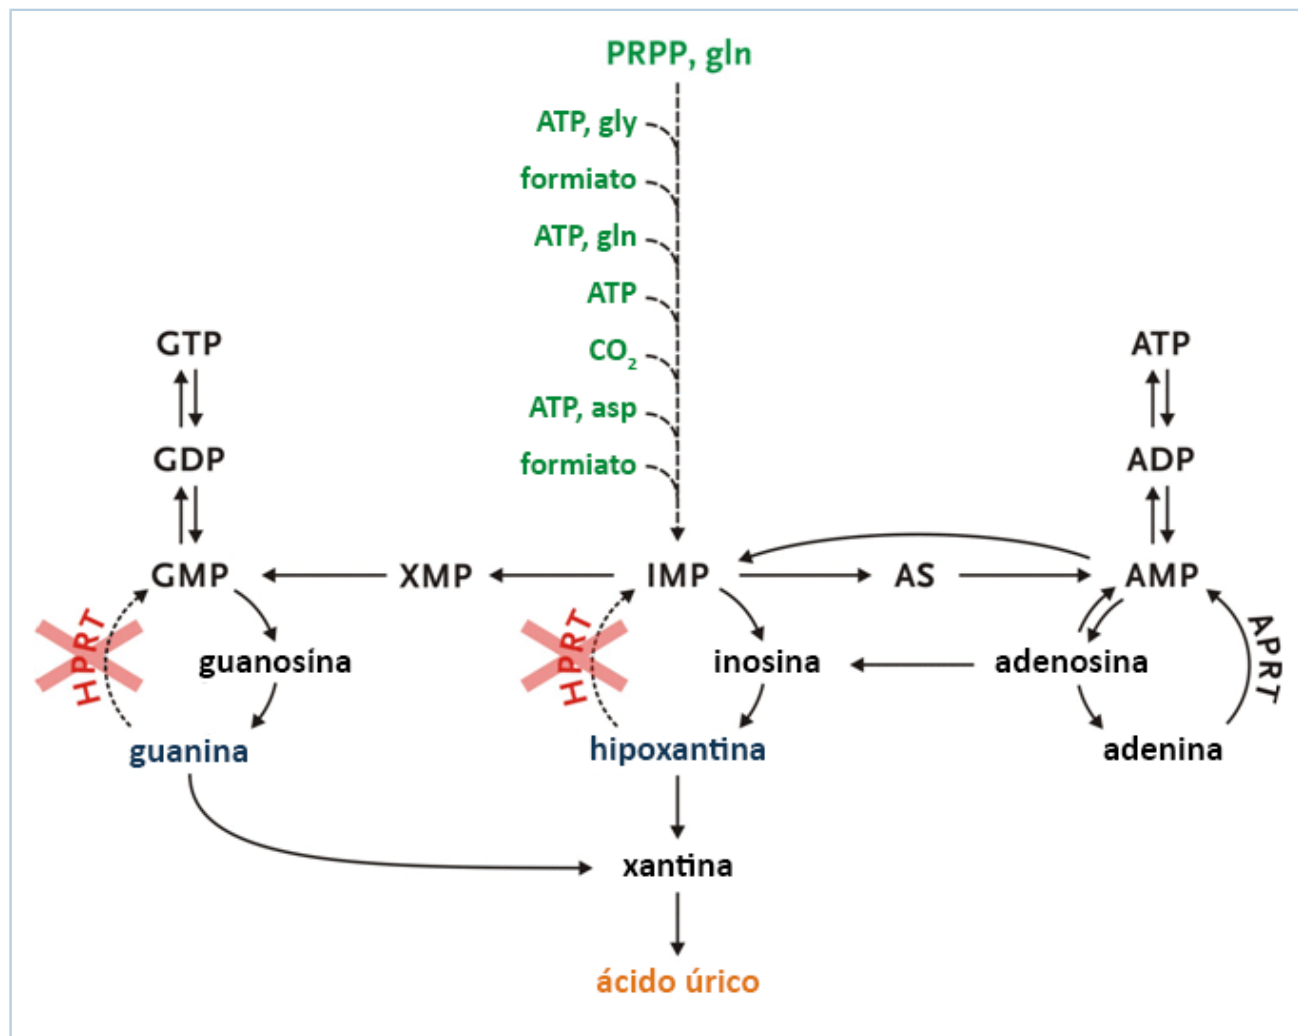 PRPP, gln
ATP, gly
formiato
ATP, gln
ATP
CO₂
ATP, asp
formiato
GTP
ATP
GDP
ADP
GMP
XMP
IMP
AS
AMP
HPRT
HPRT
APRT
guanosína
inosina
adenosina
guanina
hipoxantina
adenina
xantina
ácido úrico